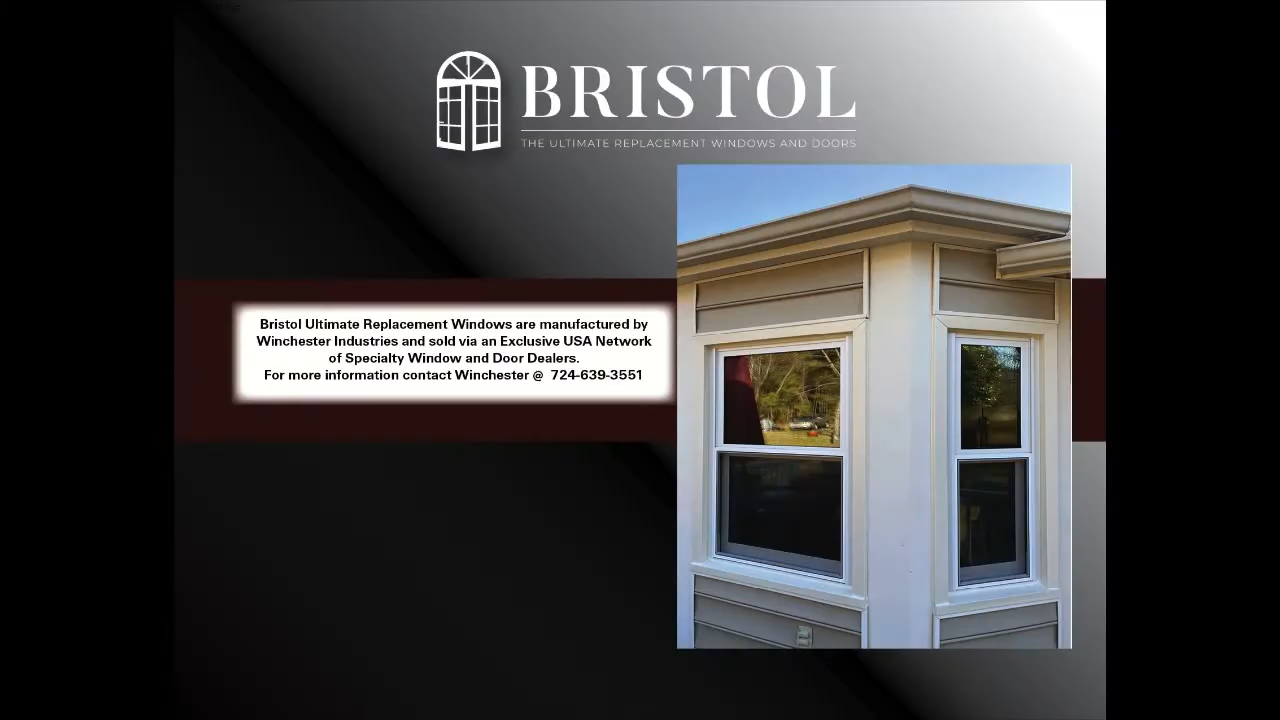 BRISTOL
THE ULTIMATE REPLACEMENT WINDOWS AND DOORS
Bristol Ultimate Replacement Windows are manufactured by
Winchester Industries and sold via an Exclusive USA Network
of Specialty Window and Door Dealers.
For more information contact Winchester @ 724-639-3551